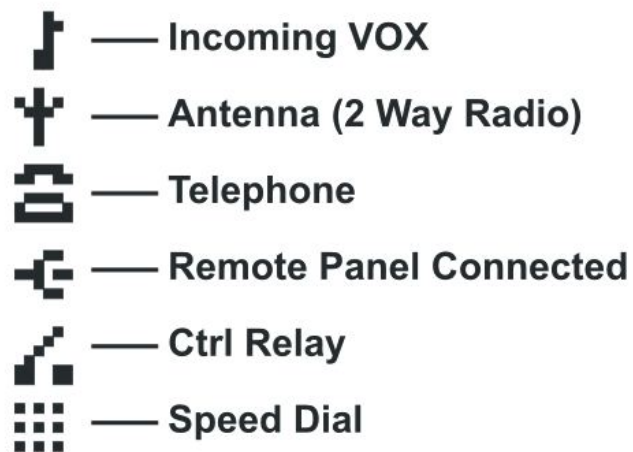 Incoming VOX
Antenna (2 Way Radio)
Telephone
Remote Panel Connected
Ctrl Relay
Speed Dial